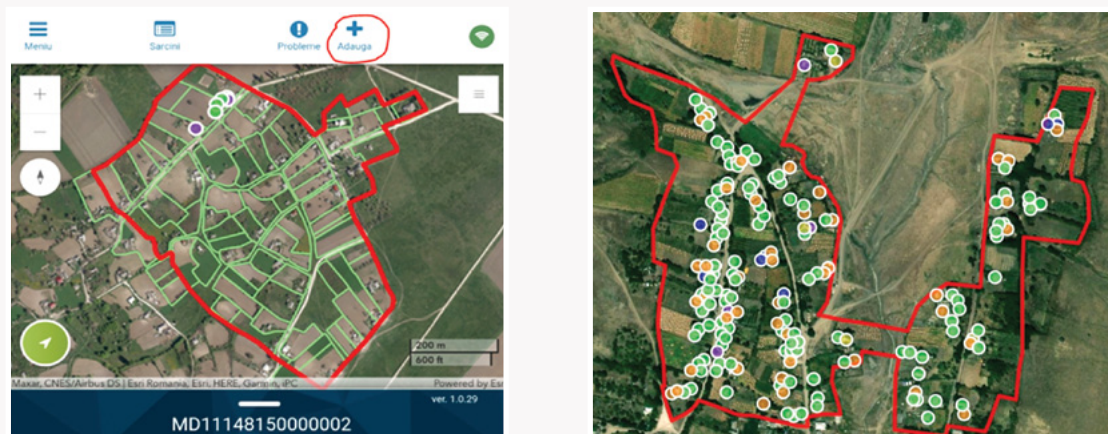 Meniu
Sarcini
Probleme
Adauga
200 m
600 ft
Maxar, CNES/Airbus DS | Esri Romania, Esri, HERE, Garmin, iPC
Powered by Esr
ver. 1.0.29
MD11148150000002